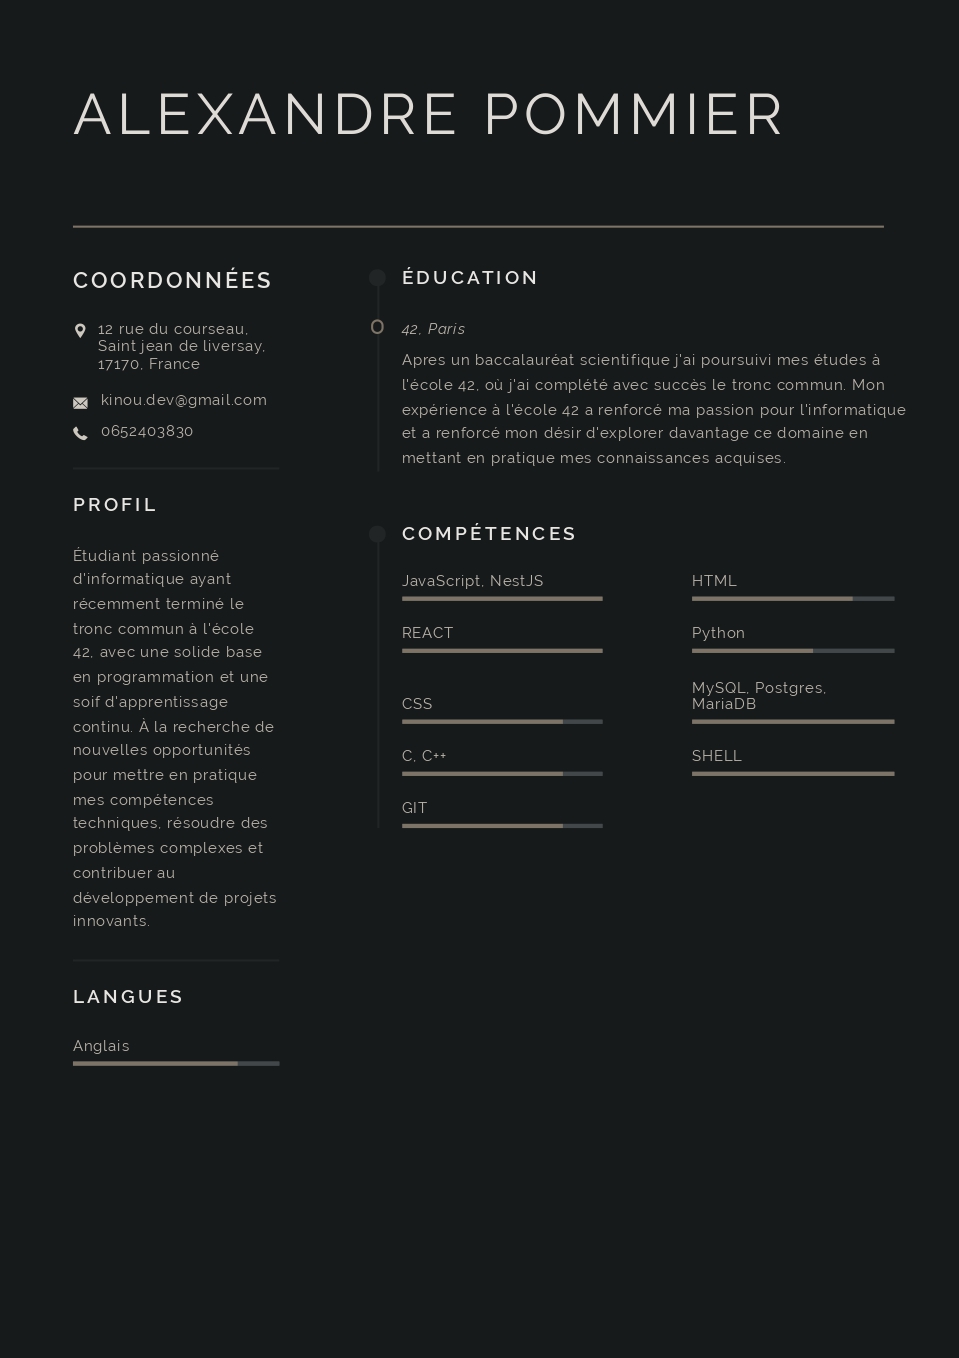 ALEXANDRE POMMIER
COORDONNÉES
12 rue du courseau,
Saint jean de liversay,
17170, France
kinou.dev@gmail.com
0652403830
PROFIL
Étudiant passionné
d'informatique ayant
récemment terminé le
tronc commun à l'école
42, avec une solide base
en programmation et une
soif d'apprentissage
continu. À la recherche de
nouvelles opportunités
pour mettre en pratique
mes compétences
techniques, résoudre des
problèmes complexes et
contribuer au
développement de projets
innovants.
LANGUES
Anglais
ÉDUCATION
42, Paris
Apres un baccalauréat scientifique j'ai poursuivi mes études à
l'école 42, où j'ai complété avec succès le tronc commun. Mon
expérience à l'école 42 a renforcé ma passion pour l'informatique
et a renforcé mon désir d'explorer davantage ce domaine en
mettant en pratique mes connaissances acquises.
COMPÉTENCES
JavaScript, NestJS
HTML
REACT
Python
CSS
MySQL, Postgres,
MariaDB
C, C++
SHELL
GIT